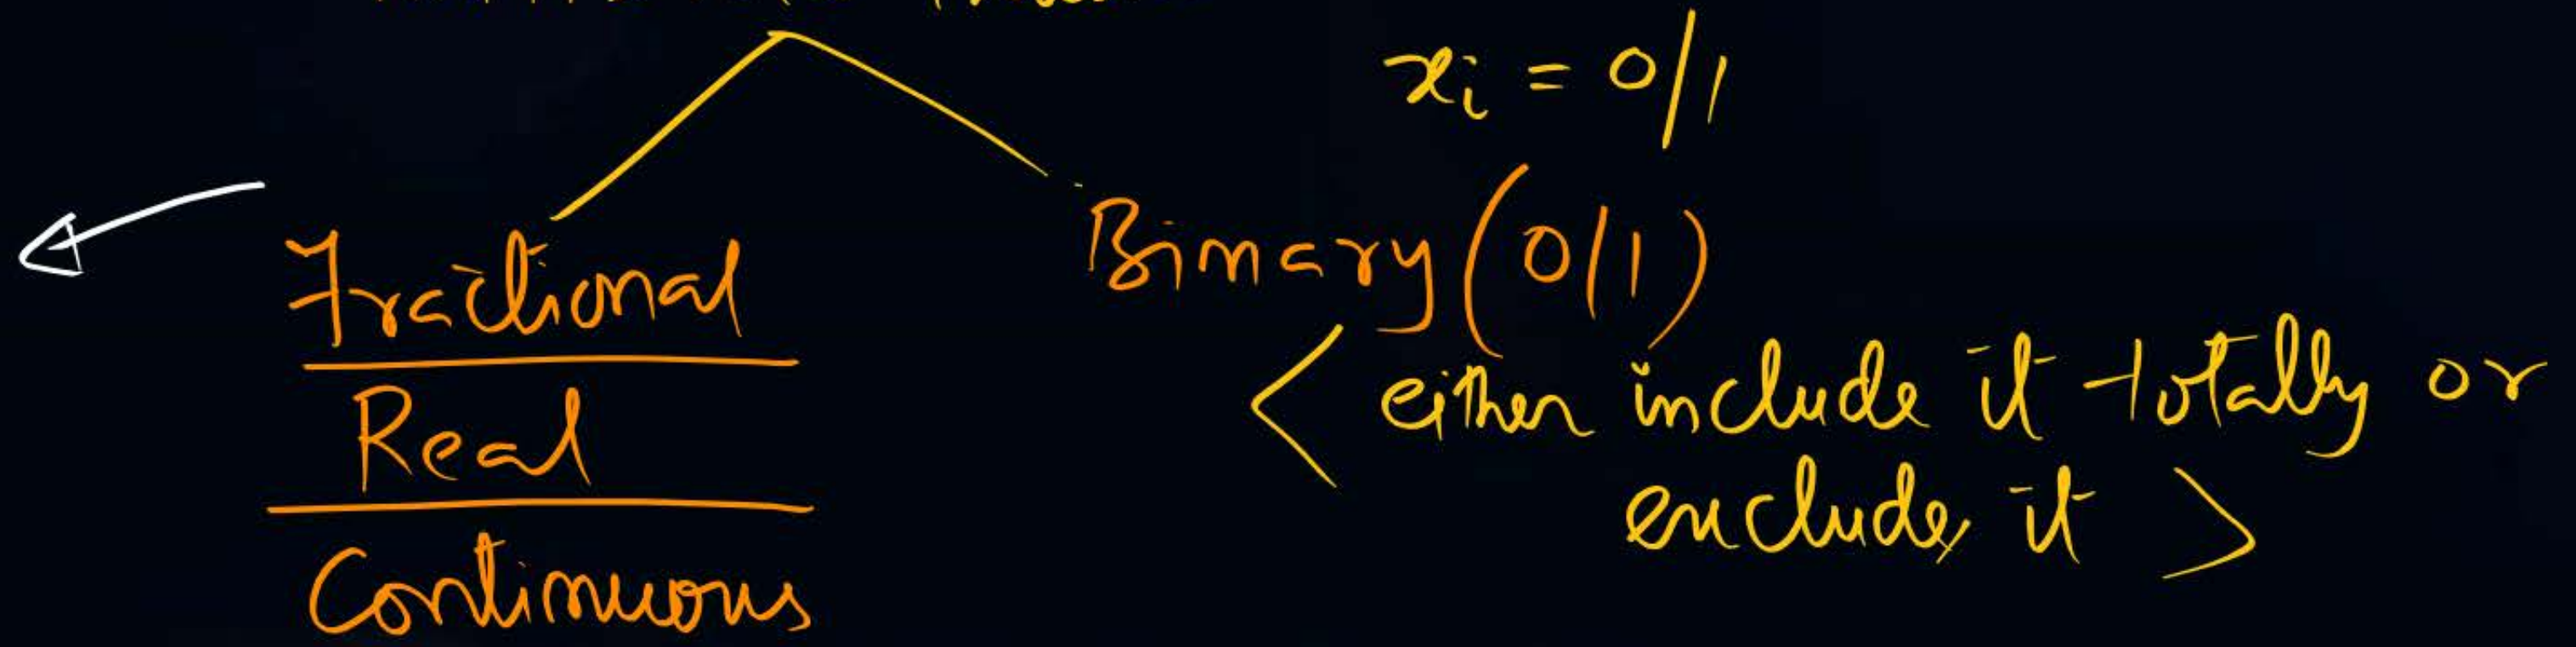 xi = 0/1
Fractional
Binary (0/1)
Real
< either include it totally or
exclude it >
Continuous